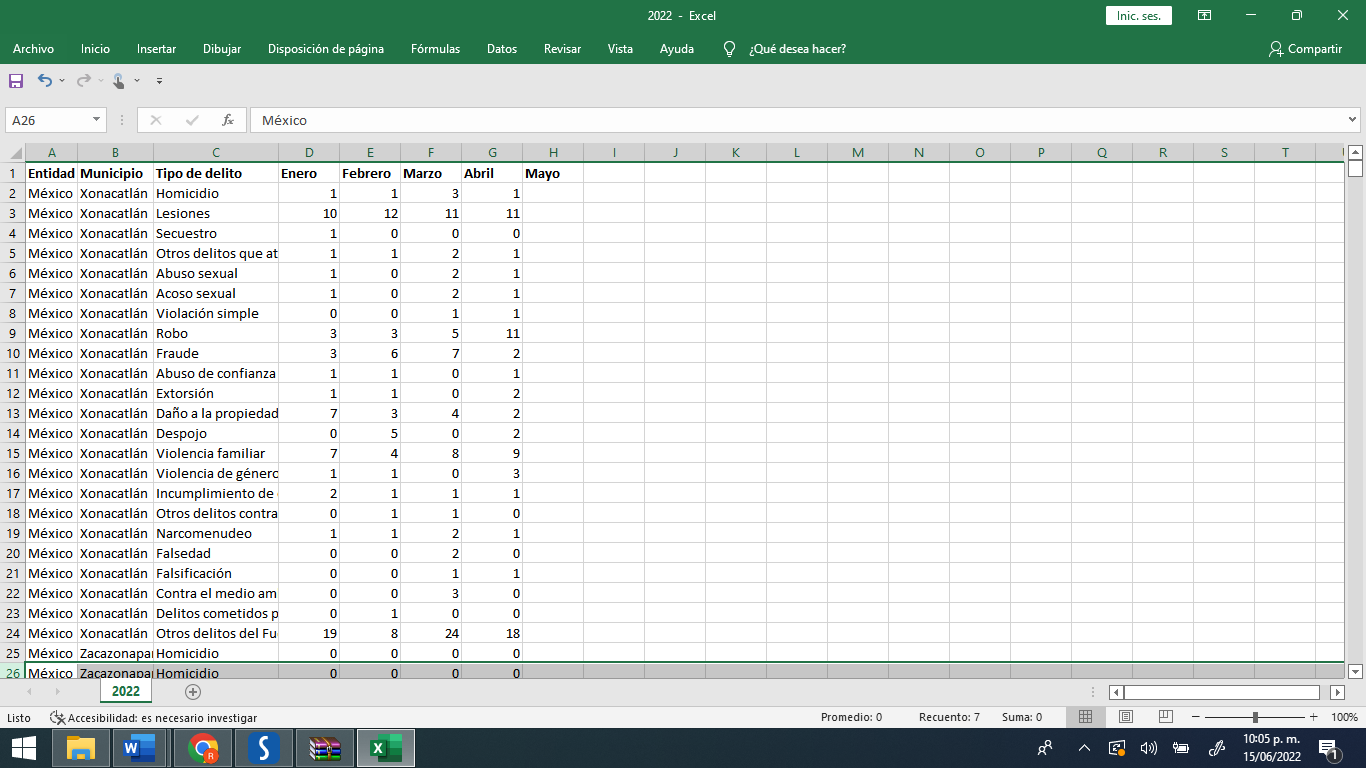 2022 - Excel
Inic. ses.
Archivo Inicio Insertar Dibujar Disposición de página Fórmulas Datos Revisar Vista Ayuda ¿Qué desea hacer? Compartir
A26 fx México
A B C D E F G H I J K L M N O P Q R S T
1 Entidad Municipio Tipo de delito Enero Febrero Marzo Abril Mayo
2 México Xonacatlán Homicidio 1 1 3 1
3 México Xonacatlán Lesiones 10 12 11 11
4 México Xonacatlán Secuestro 1 0 0 0
5 México Xonacatlán Otros delitos que at 1 1 2 1
6 México Xonacatlán Abuso sexual 1 0 2 1
7 México Xonacatlán Acoso sexual 1 0 2 1
8 México Xonacatlán Violación simple 0 0 1 1
9 México Xonacatlán Robo 3 3 5 11
10 México Xonacatlán Fraude 3 6 7 2
11 México Xonacatlán Abuso de confianza 1 1 0 1
12 México Xonacatlán Extorsión 1 1 0 2
13 México Xonacatlán Daño a la propiedad 7 3 4 2
14 México Xonacatlán Despojo 0 5 0 2
15 México Xonacatlán Violencia familiar 7 4 8 9
16 México Xonacatlán Violencia de género 1 1 0 3
17 México Xonacatlán Incumplimiento de 2 1 1 1
18 México Xonacatlán Otros delitos contra 0 1 1 0
19 México Xonacatlán Narcomenudeo 1 1 2 1
20 México Xonacatlán Falsedad 0 0 2 0
21 México Xonacatlán Falsificación 0 0 1 1
22 México Xonacatlán Contra el medio am 0 0 3 0
23 México Xonacatlán Delitos cometidos p 0 1 0 0
24 México Xonacatlán Otros delitos del Fu 19 8 24 18
25 México Zacazonapa Homicidio 0 0 0 0
26 México Zacazonapa Homicidio 0 0 0 0
2022
Listo Accesibilidad: es necesario investigar Promedio: 0 Recuento: 7 Suma: 0 100%
10:05 p. m.
15/06/2022
1